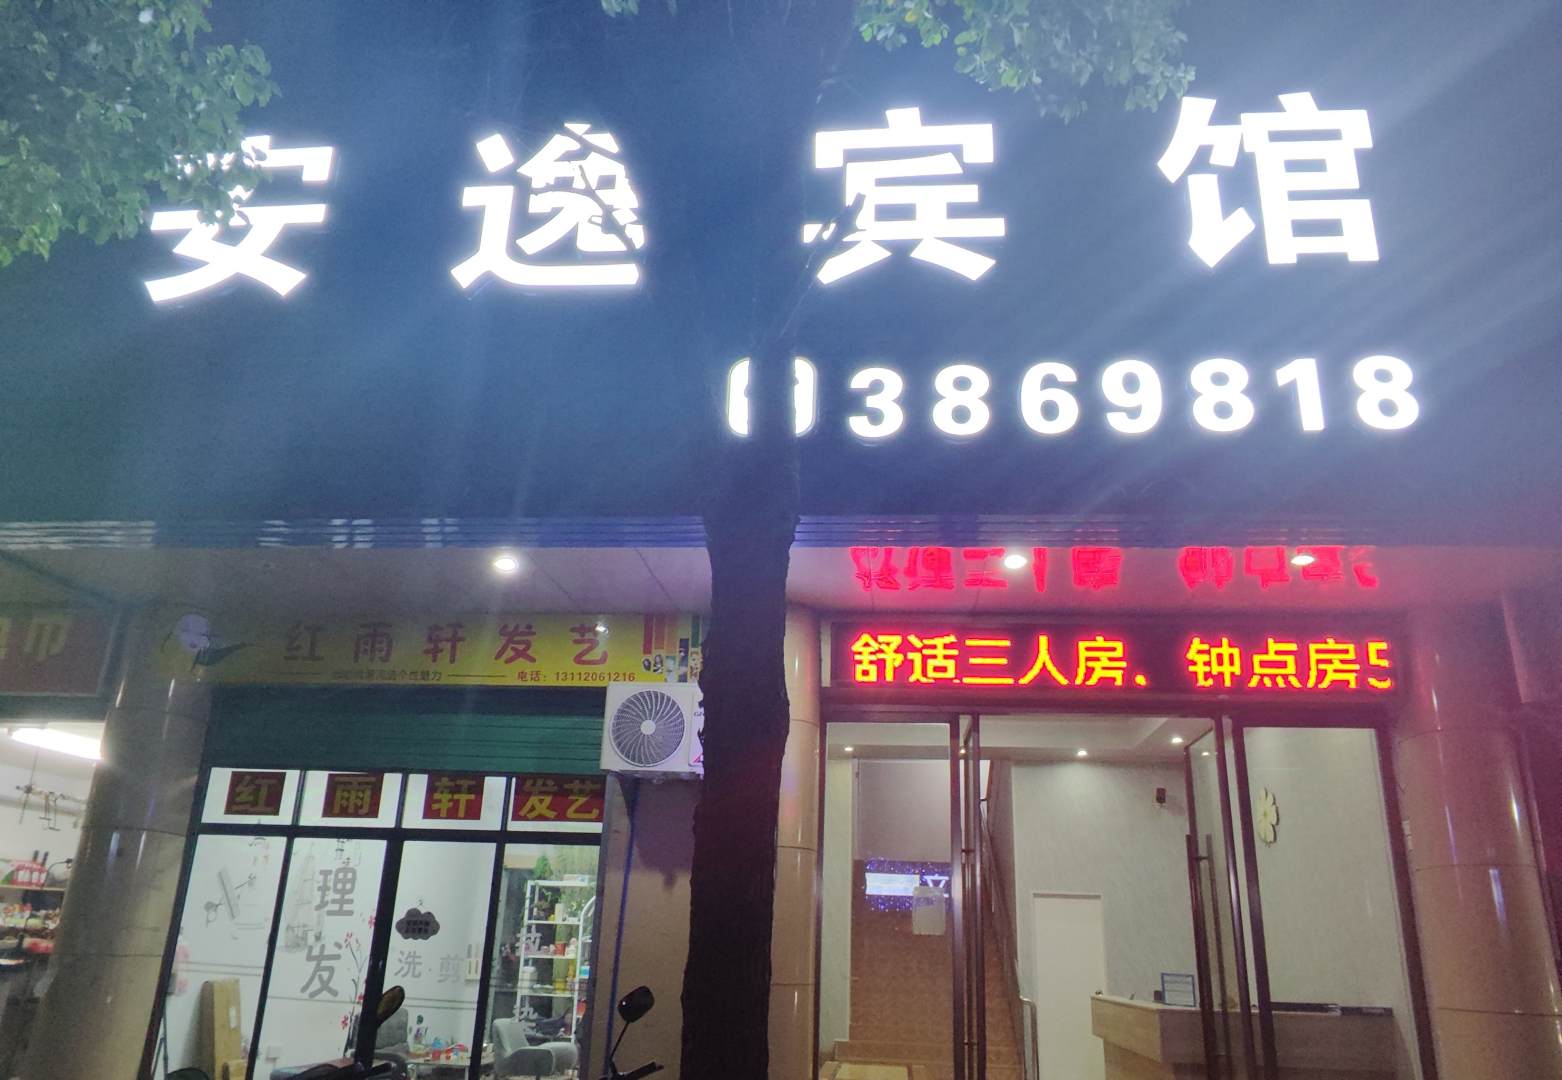 安逸宾馆
3869818
红雨轩发艺
电话：13112061216
舒适三人房、钟点房5
红雨轩发艺
理发
洗.剪